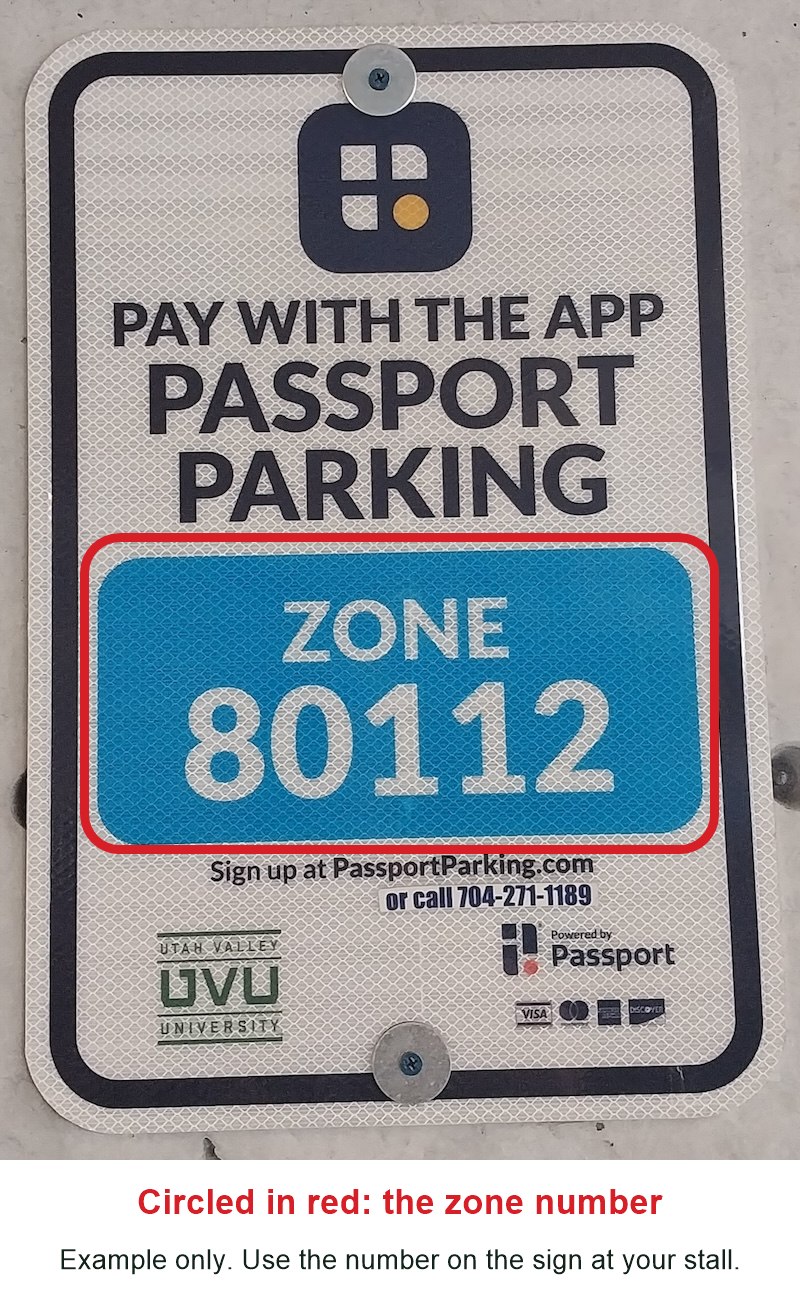 PAY WITH THE APP
PASSPORT
PARKING
ZONE
80112
Sign up at PassportParking.com
or call 704-271-1189
UTAH VALLEY
UVU
UNIVERSITY
Powered by
Passport
VISA
DISCOVER
Circled in red: the zone number
Example only. Use the number on the sign at your stall.